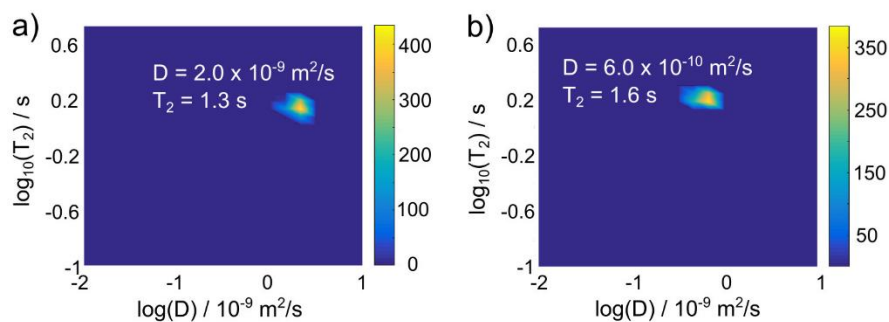 a)
D = 2.0 x 10⁻⁹ m²/s
T₂ = 1.3 s
log₁₀(T₂) / s
0.6
0.2
-0.2
-0.6
-1
-2
-1
0
1
log(D) / 10⁻⁹ m²/s
400
300
200
100
0
b)
D = 6.0 x 10⁻¹⁰ m²/s
T₂ = 1.6 s
log₁₀(T₂) / s
0.6
0.2
-0.2
-0.6
-1
-2
-1
0
1
log(D) / 10⁻⁹ m²/s
350
250
150
50